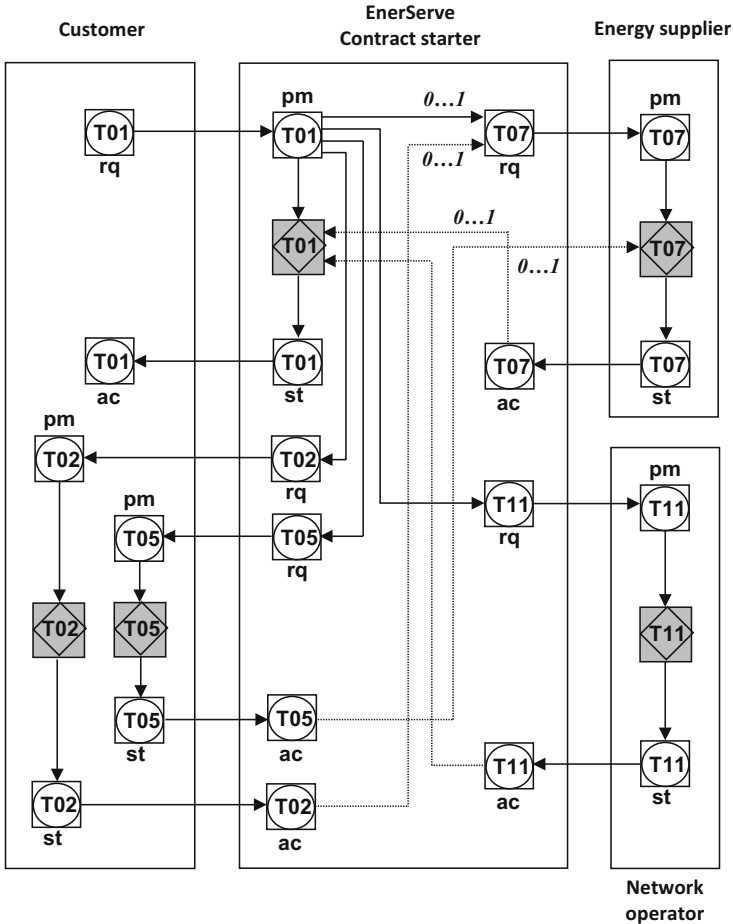 Customer
EnerServe
Contract starter
Energy supplier
pm
0...1
pm
T01
T01
T07
T07
rq
0...1
rq
0...1
T01
T07
0...1
T01
T01
T07
T07
ac
st
ac
st
pm
T02
T02
pm
rq
pm
T11
T11
T05
T05
rq
rq
T02
T05
T11
T05
T05
st
ac
T11
T11
T02
T02
ac
st
st
ac
Network
operator